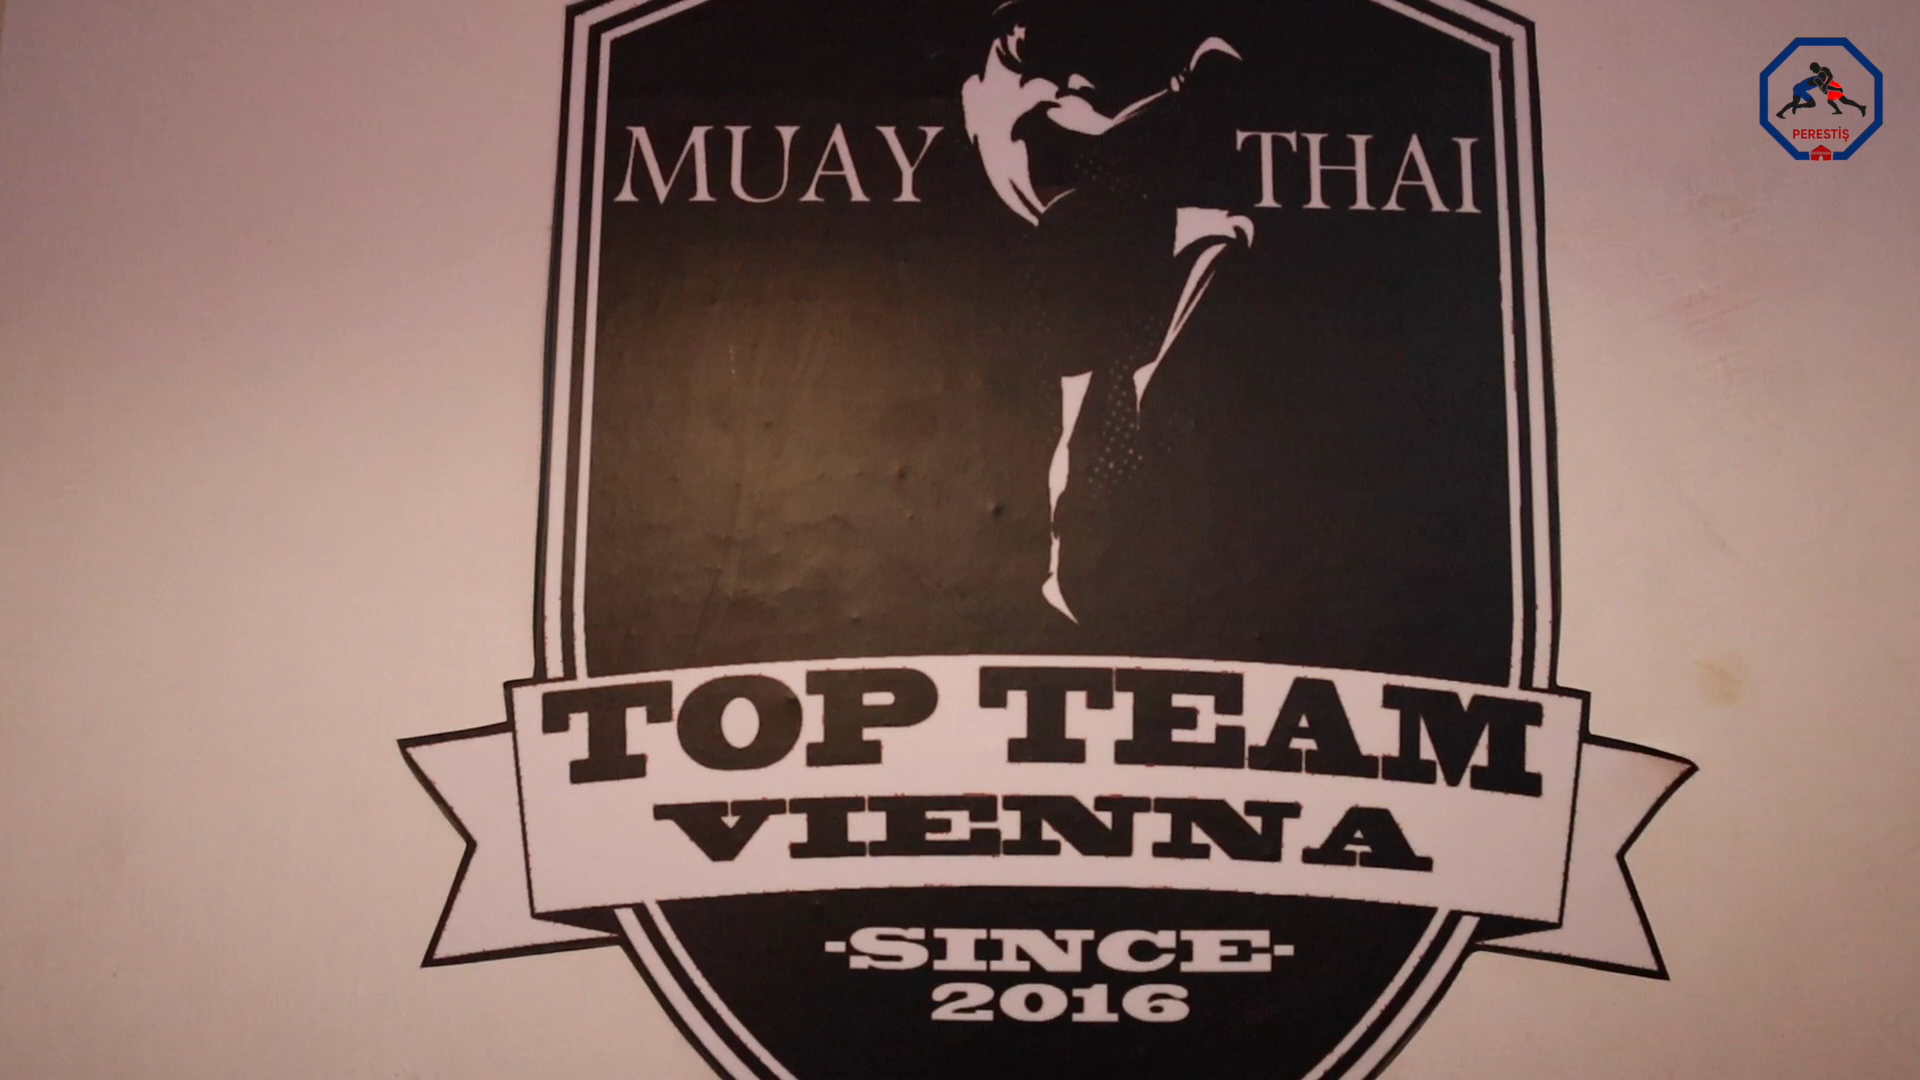 MUAY THAI
PERESTİŞ
TOP TEAM
VIENNA
-SINCE-
2016